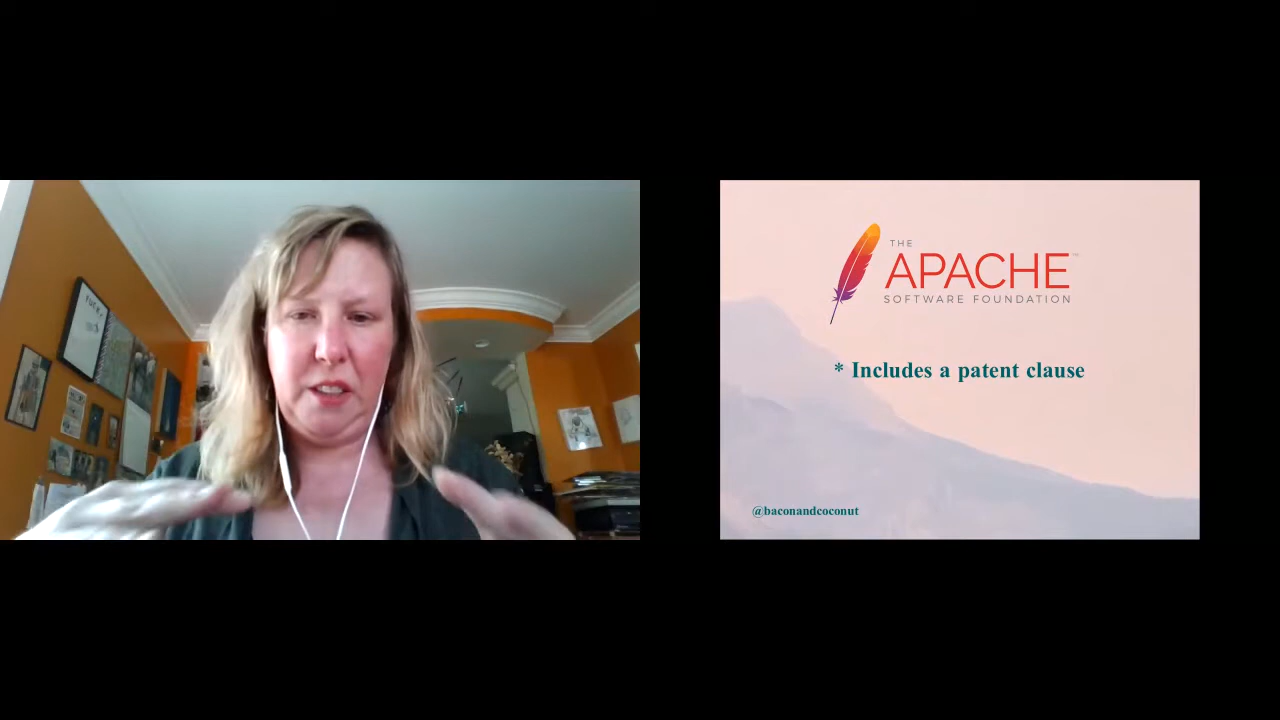 THE
APACHE
SOFTWARE FOUNDATION
* Includes a patent clause
@baconandcoconut